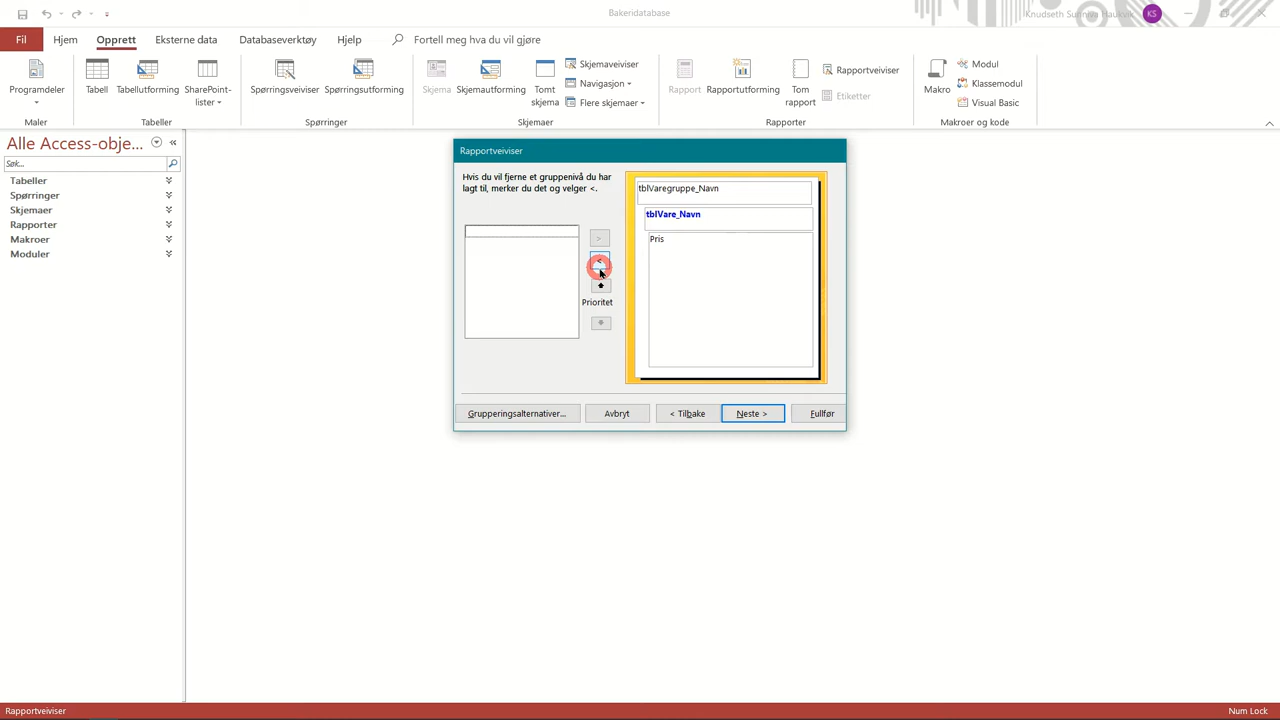 Bakeridatabase
Knudseth Sunniva Haukvik
KS
Fil
Hjem
Opprett
Eksterne data
Databaseverktøy
Hjelp
Fortell meg hva du vil gjøre
Programdeler
Tabell
Tabellutforming
SharePoint-
lister
Spørringsveiviser
Spørringsutforming
Skjema
Skjemautforming
Tomt
skjema
Skjemaveiviser
Navigasjon
Flere skjemaer
Rapport
Rapportutforming
Tom
rapport
Rapportveiviser
Etiketter
Makro
Modul
Klassemodul
Visual Basic
Maler
Tabeller
Spørringer
Skjemaer
Rapporter
Makroer og kode
Alle Access-obje...
Søk...
Tabeller
Spørringer
Skjemaer
Rapporter
Makroer
Moduler
Rapportveiviser
Hvis du vil fjerne et gruppenivå du har
lagt til, merker du det og velger <.
>
<
Prioritet
tblVaregruppe_Navn
tblVare_Navn
Pris
Grupperingsalternativer...
Avbryt
< Tilbake
Neste >
Fullfør
Rapportveiviser
Num Lock